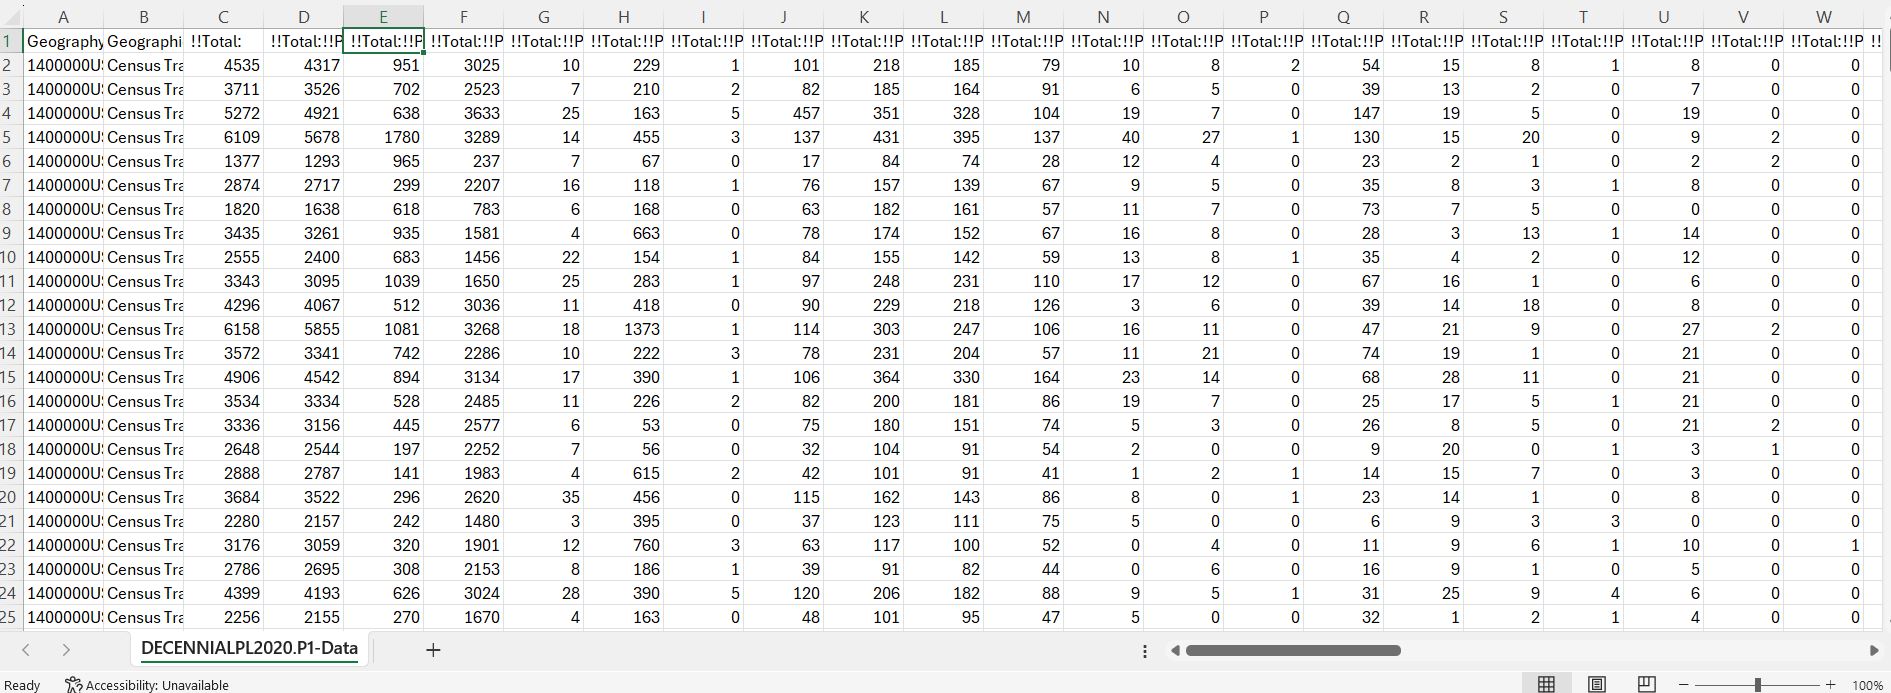 A B C D E F G H I J K L M N O P Q R S T U V W
1 Geography Geographi !!Total: !!Total:!!P !!Total:!!P !!Total:!!P !!Total:!!P !!Total:!!P !!Total:!!P !!Total:!!P !!Total:!!P !!Total:!!P !!Total:!!P !!Total:!!P !!Total:!!P !!Total:!!P !!Total:!!P !!Total:!!P !!Total:!!P !!Total:!!P !!Total:!!P !!Total:!!P !!Total:!!P !!
2 1400000US Census Tra 4535 4317 951 3025 10 229 1 101 218 185 79 10 8 2 54 15 8 1 8 0 0
3 1400000US Census Tra 3711 3526 702 2523 7 210 2 82 185 164 91 6 5 0 39 13 2 0 7 0 0
4 1400000US Census Tra 5272 4921 638 3633 25 163 5 457 351 328 104 19 7 0 147 19 5 0 19 0 0
5 1400000US Census Tra 6109 5678 1780 3289 14 455 3 137 431 395 137 40 27 1 130 15 20 0 9 2 0
6 1400000US Census Tra 1377 1293 965 237 7 67 0 17 84 74 28 12 4 0 23 2 1 0 2 2 0
7 1400000US Census Tra 2874 2717 299 2207 16 118 1 76 157 139 67 9 5 0 35 8 3 1 8 0 0
8 1400000US Census Tra 1820 1638 618 783 6 168 0 63 182 161 57 11 7 0 73 7 5 0 0 0 0
9 1400000US Census Tra 3435 3261 935 1581 4 663 0 78 174 152 67 16 8 0 28 3 13 1 14 0 0
10 1400000US Census Tra 2555 2400 683 1456 22 154 1 84 155 142 59 13 8 1 35 4 2 0 12 0 0
11 1400000US Census Tra 3343 3095 1039 1650 25 283 1 97 248 231 110 17 12 0 67 16 1 0 6 0 0
12 1400000US Census Tra 4296 4067 512 3036 11 418 0 90 229 218 126 3 6 0 39 14 18 0 8 0 0
13 1400000US Census Tra 6158 5855 1081 3268 18 1373 1 114 303 247 106 16 11 0 47 21 9 0 27 2 0
14 1400000US Census Tra 3572 3341 742 2286 10 222 3 78 231 204 57 11 21 0 74 19 1 0 21 0 0
15 1400000US Census Tra 4906 4542 894 3134 17 390 1 106 364 330 164 23 14 0 68 28 11 0 21 0 0
16 1400000US Census Tra 3534 3334 528 2485 11 226 2 82 200 181 86 19 7 0 25 17 5 1 21 0 0
17 1400000US Census Tra 3336 3156 445 2577 6 53 0 75 180 151 74 5 3 0 26 8 5 0 21 2 0
18 1400000US Census Tra 2648 2544 197 2252 7 56 0 32 104 91 54 2 0 0 9 20 0 1 3 1 0
19 1400000US Census Tra 2888 2787 141 1983 4 615 2 42 101 91 41 1 2 1 14 15 7 0 3 0 0
20 1400000US Census Tra 3684 3522 296 2620 35 456 0 115 162 143 86 8 0 1 23 14 1 0 8 0 0
21 1400000US Census Tra 2280 2157 242 1480 3 395 0 37 123 111 75 5 0 0 6 9 3 3 0 0 0
22 1400000US Census Tra 3176 3059 320 1901 12 760 3 63 117 100 52 0 4 0 11 9 6 1 10 0 1
23 1400000US Census Tra 2786 2695 308 2153 8 186 1 39 91 82 44 0 6 0 16 9 1 0 5 0 0
24 1400000US Census Tra 4399 4193 626 3024 28 390 5 120 206 182 88 9 5 1 31 25 9 4 6 0 0
25 1400000US Census Tra 2256 2155 270 1670 4 163 0 48 101 95 47 5 0 0 32 1 2 1 4 0 0
DECENNIALPL2020.P1-Data
Ready Accessibility: Unavailable 100%